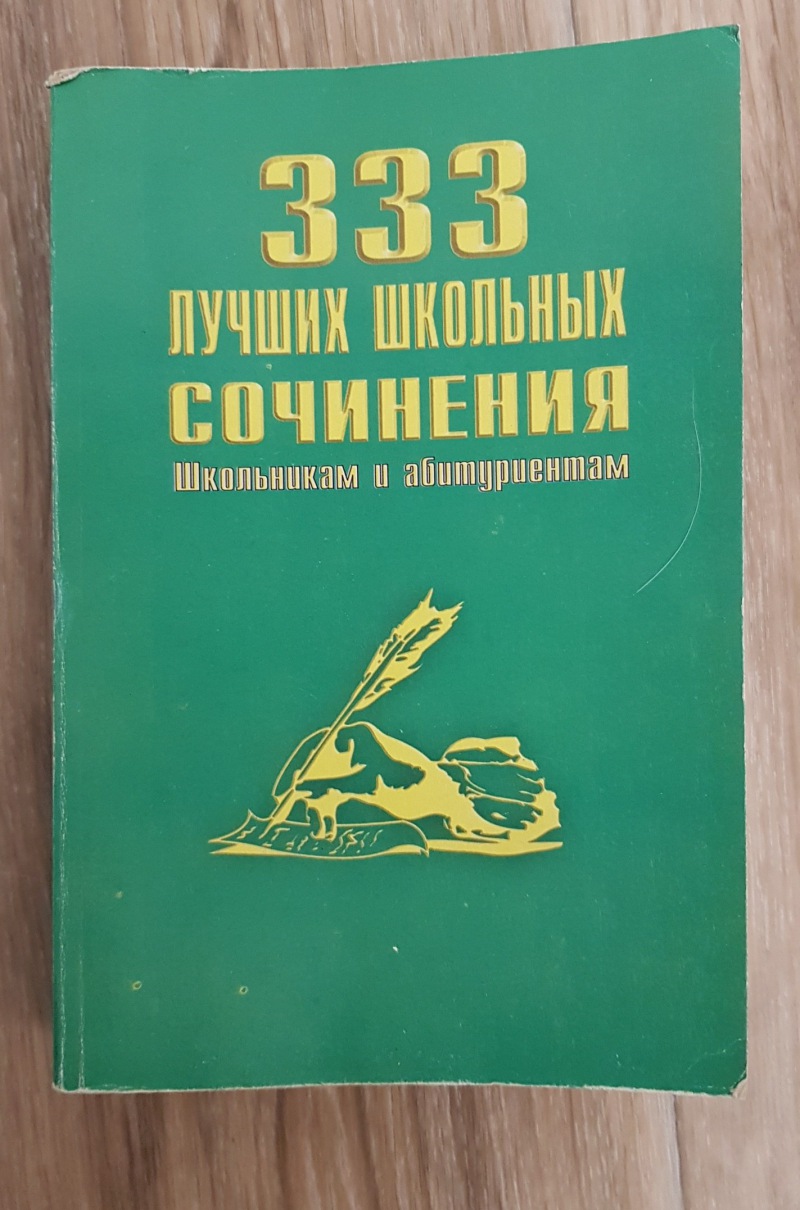 333
ЛУЧШИХ ШКОЛЬНЫХ
СОЧИНЕНИЯ
Школьникам и абитуриентам